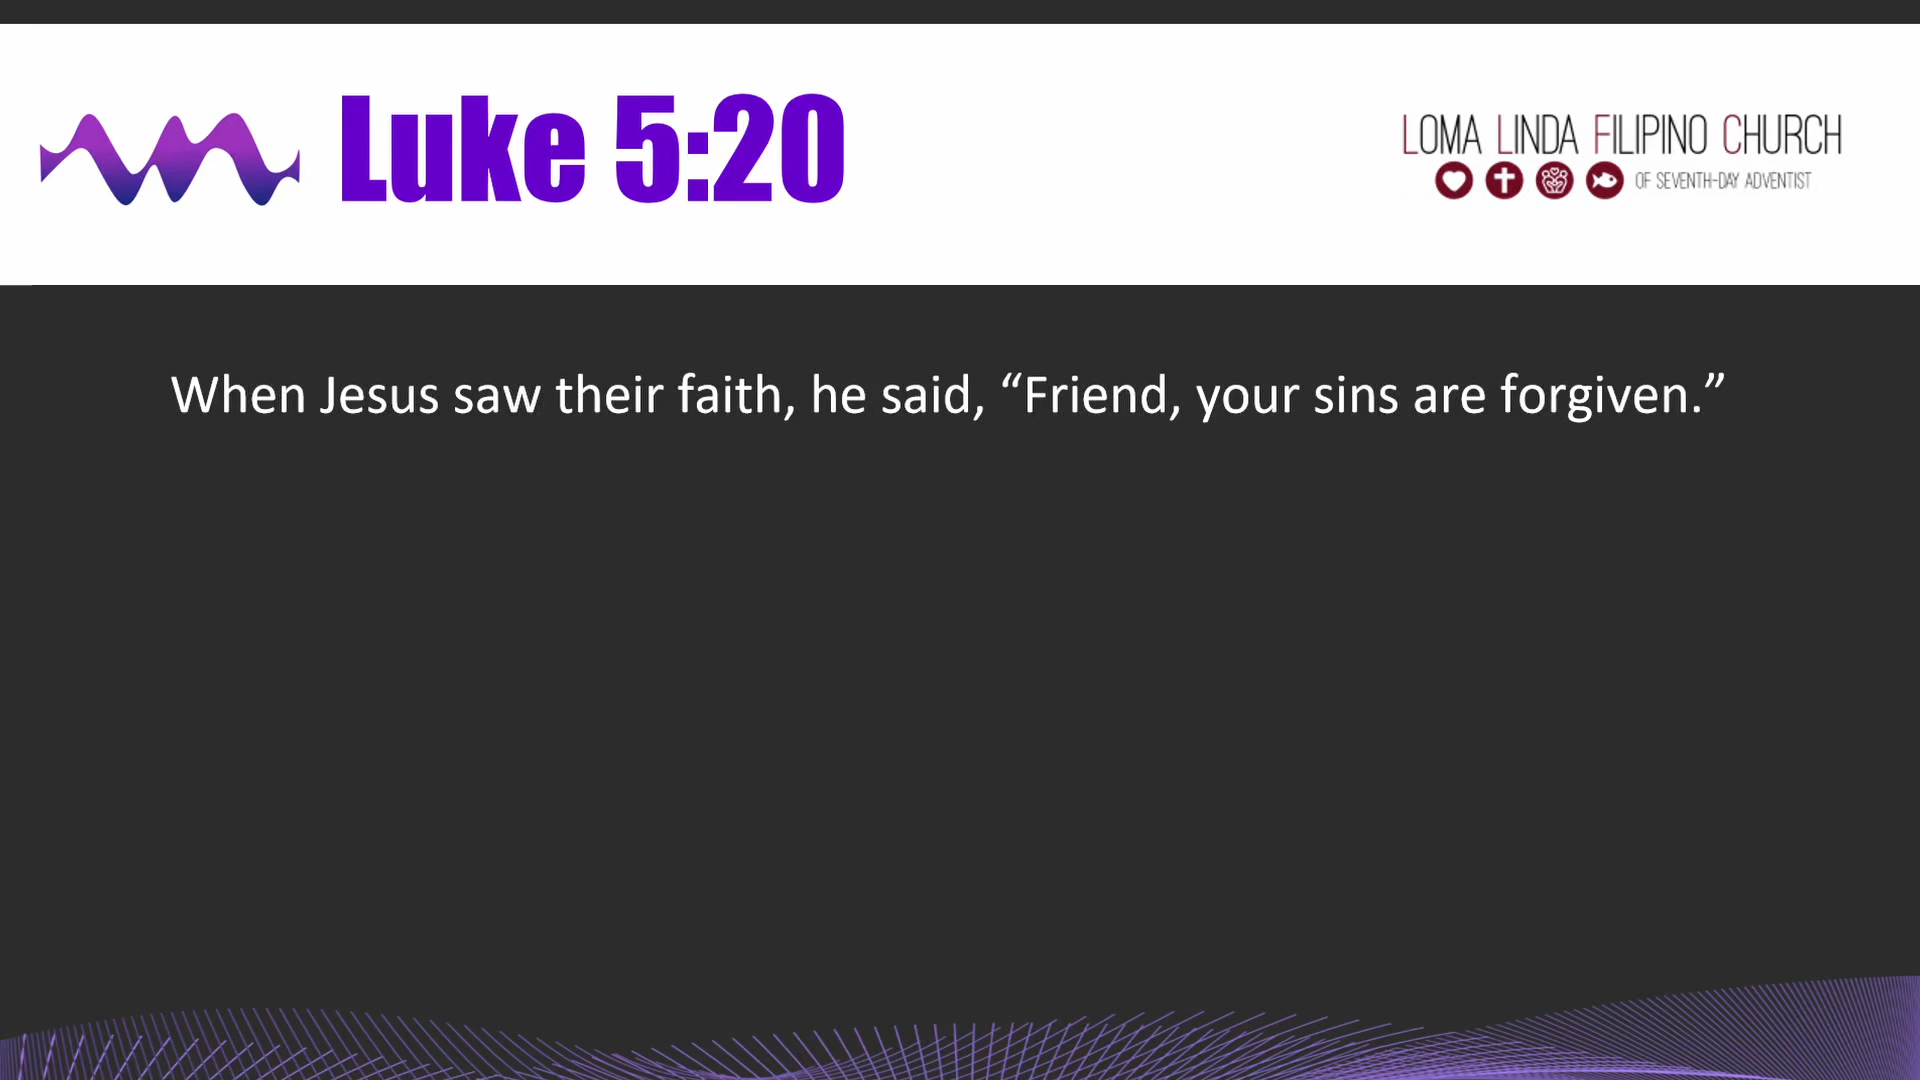 Luke 5:20
LOMA LINDA FILIPINO CHURCH
OF SEVENTH-DAY ADVENTIST
When Jesus saw their faith, he said, “Friend, your sins are forgiven.”